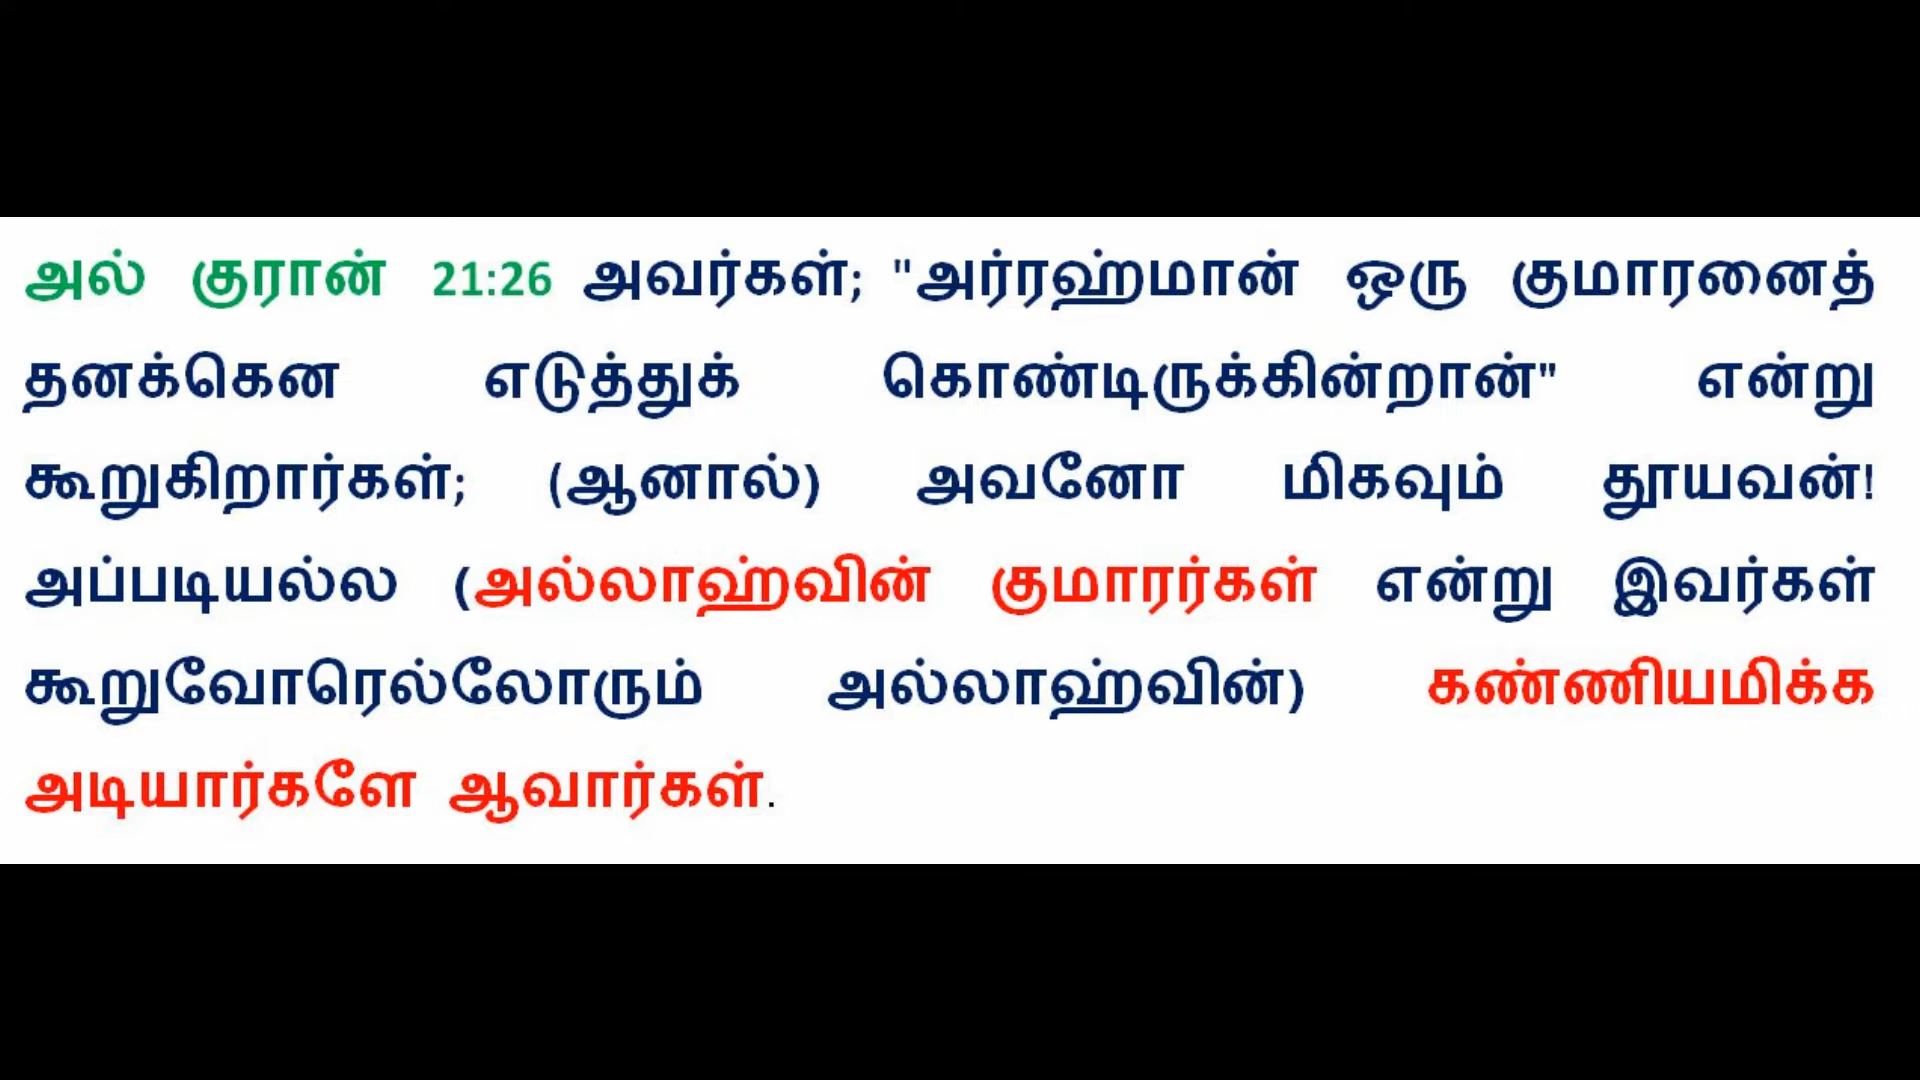 அல் குரான் 21:26 அவர்கள்; "அர்ரஹ்மான் ஒரு குமாரனைத்
தனக்கென எடுத்துக் கொண்டிருக்கின்றான்" என்று
கூறுகிறார்கள்; (ஆனால்) அவனோ மிகவும் தூயவன்!
அப்படியல்ல (அல்லாஹ்வின் குமாரர்கள் என்று இவர்கள்
கூறுவோரெல்லோரும் அல்லாஹ்வின்) கண்ணியமிக்க
அடியார்களே ஆவார்கள்.